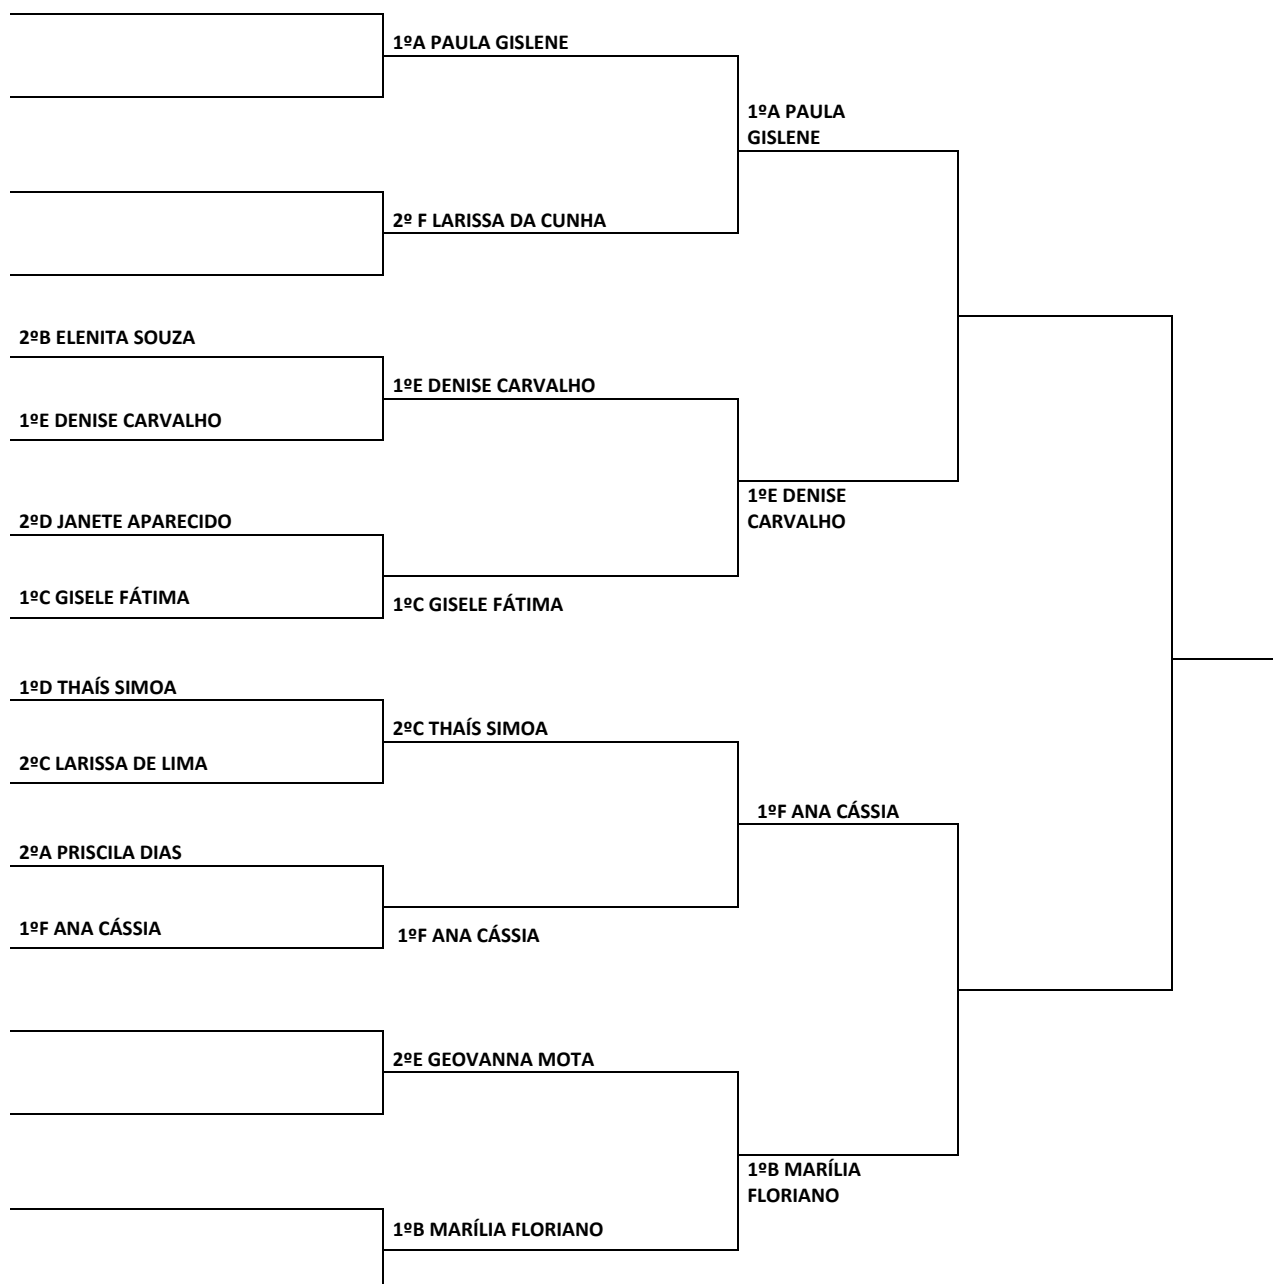 1ºA PAULA GISLENE
1ºA PAULA
GISLENE
2º F LARISSA DA CUNHA
2ºB ELENITA SOUZA
1ºE DENISE CARVALHO
1ºE DENISE CARVALHO
1ºE DENISE
CARVALHO
2ºD JANETE APARECIDO
1ºC GISELE FÁTIMA
1ºC GISELE FÁTIMA
1ºD THAÍS SIMOA
2ºC THAÍS SIMOA
2ºC LARISSA DE LIMA
1ºF ANA CÁSSIA
2ºA PRISCILA DIAS
1ºF ANA CÁSSIA
1ºF ANA CÁSSIA
2ºE GEOVANNA MOTA
1ºB MARÍLIA
FLORIANO
1ºB MARÍLIA FLORIANO